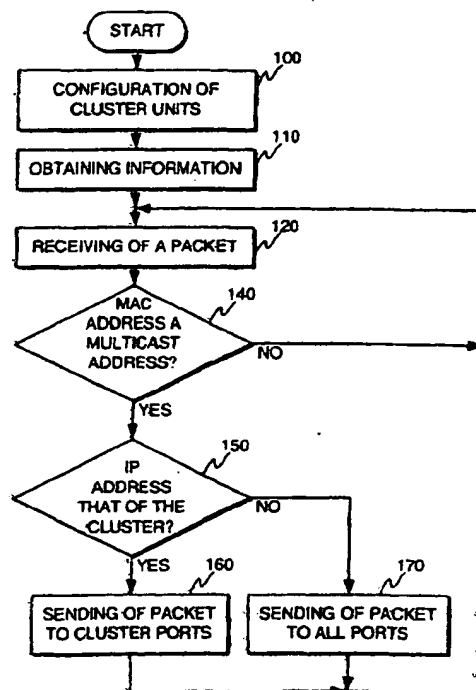 START
100
CONFIGURATION OF
CLUSTER UNITS
110
OBTAINING INFORMATION
120
RECEIVING OF A PACKET
140
MAC
ADDRESS A
MULTICAST
ADDRESS?
NO
YES
150
IP
ADDRESS
THAT OF THE
CLUSTER?
NO
YES
160
SENDING OF PACKET
TO CLUSTER PORTS
170
SENDING OF PACKET
TO ALL PORTS